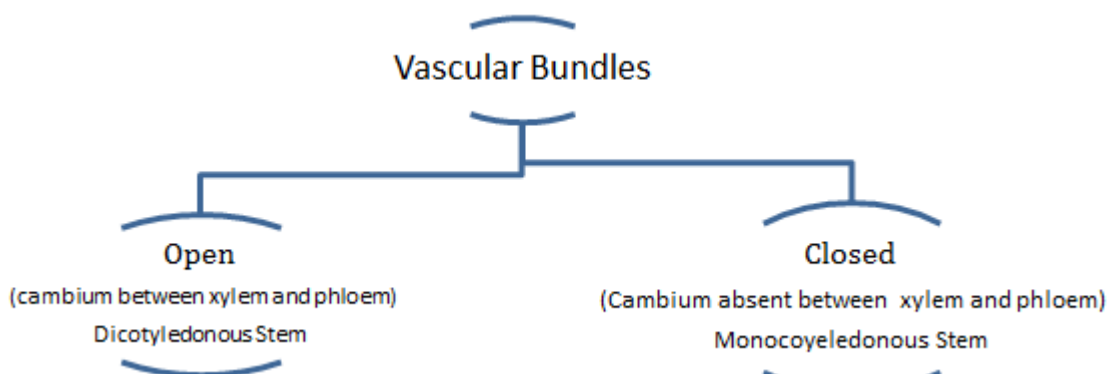 Vascular Bundles
Open
(cambium between xylem and phloem)
Dicotyledonous Stem
Closed
(Cambium absent between xylem and phloem)
Monocoyeledonous Stem